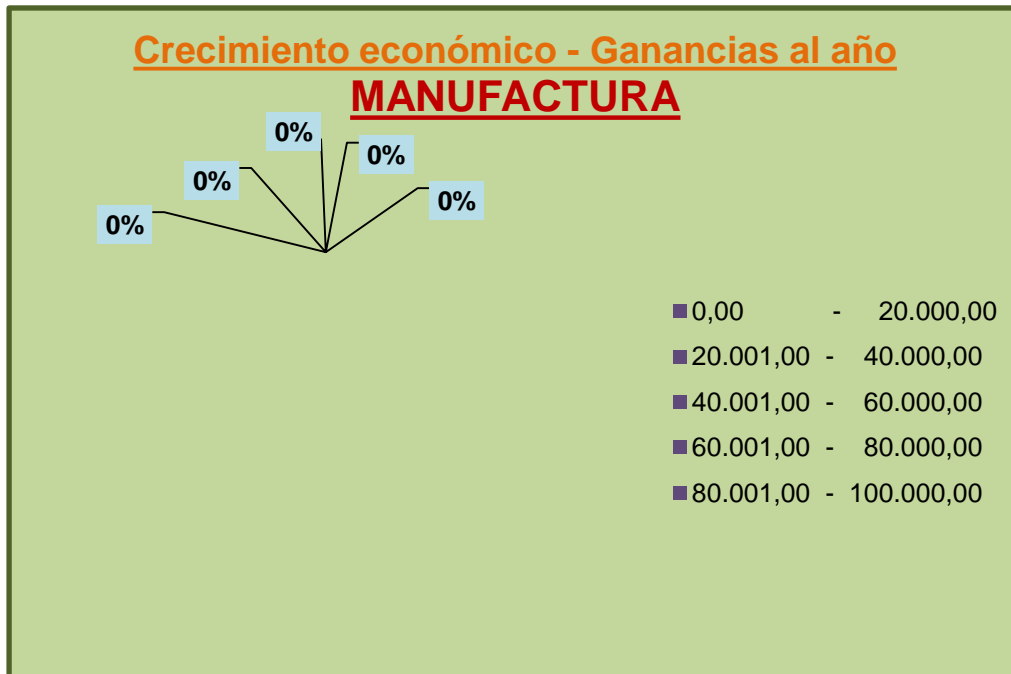 Crecimiento económico - Ganancias al año
MANUFACTURA
0%
0%
0%
0%
0%
0,00 - 20.000,00
20.001,00 - 40.000,00
40.001,00 - 60.000,00
60.001,00 - 80.000,00
80.001,00 - 100.000,00